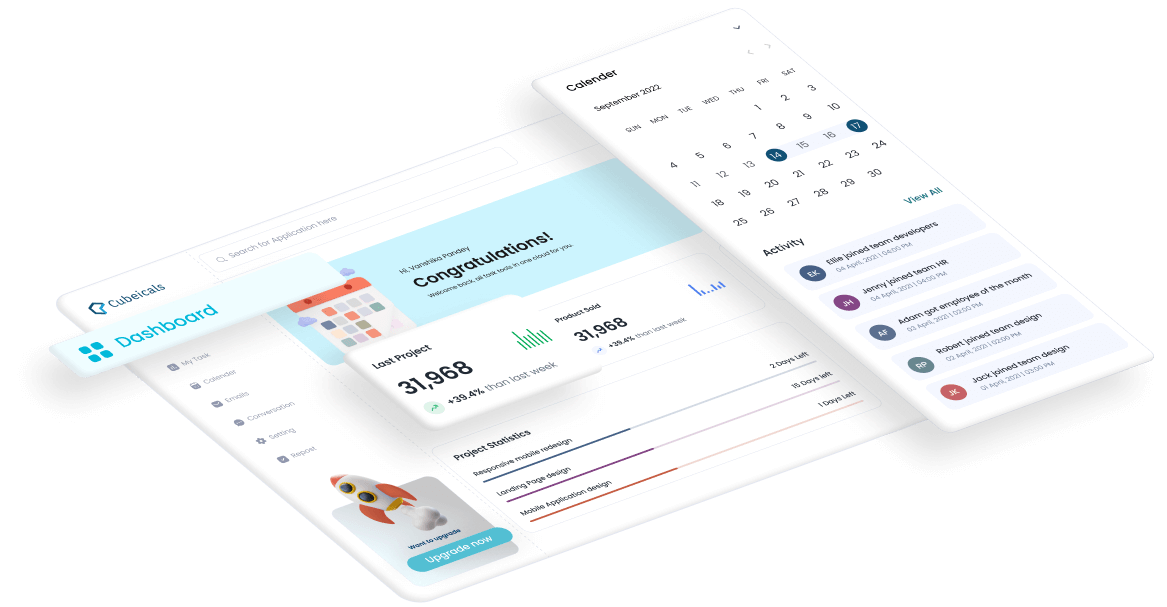 Cubeicals
Search for Application here
Dashboard
My Task
Calender
Emails
Conversation
Setting
Report
Want to upgrade
Upgrade now
Hi, Vanshika Pandey
Congratulations!
Welcome back, all task tools in one cloud for you.
Last Project
31,968
+39.4% than last week
Product Sold
31,968
+39.4% than last week
Project Statistics
Responsive mobile redesign
2 Days Left
Landing Page design
15 Days left
Mobile Application design
1 Days Left
Calender
September 2022
SUN MON TUE WED THU FRI SAT
1 2 3
4 5 6 7 8 9 10
11 12 13 14 15 16 17
18 19 20 21 22 23 24
25 26 27 28 29 30
View All
Activity
EK
Ellie joined team developers
04 April, 2021 | 04:00 PM
JH
Jenny joined team HR
04 April, 2021 | 04:00 PM
AF
Adam got employee of the month
03 April, 2021 | 02:00 PM
RP
Robert joined team design
02 April, 2021 | 02:00 PM
JK
Jack joined team design
01 April, 2021 | 03:00 PM